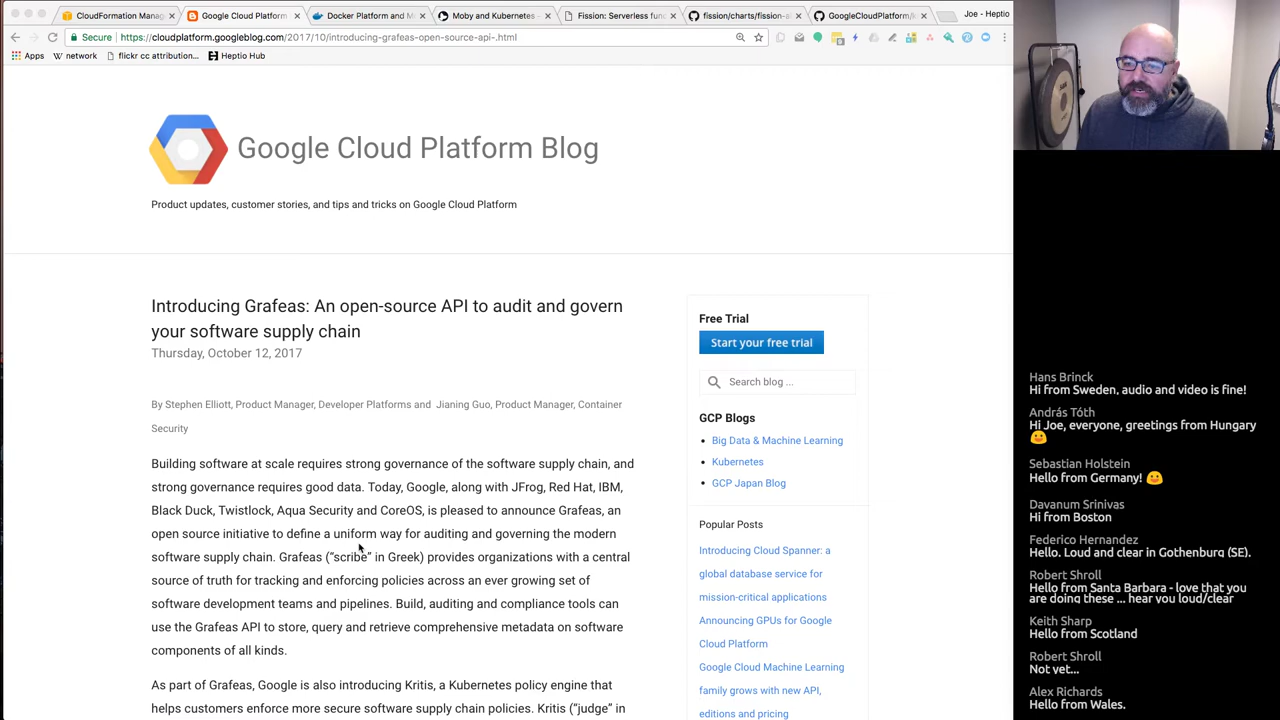 CloudFormation Manag
Google Cloud Platform
Docker Platform and M
Moby and Kubernetes -
Fission: Serverless func
fission/charts/fission-al
GoogleCloudPlatform/k
Joe - Heptio
Secure
https://cloudplatform.googleblog.com/2017/10/introducing-grafeas-open-source-api-.html
Apps
network
flickr cc attribution...
Heptio Hub
Google Cloud Platform Blog
Product updates, customer stories, and tips and tricks on Google Cloud Platform
Introducing Grafeas: An open-source API to audit and govern
your software supply chain
Thursday, October 12, 2017
By Stephen Elliott, Product Manager, Developer Platforms and Jianing Guo, Product Manager, Container
Security
Building software at scale requires strong governance of the software supply chain, and
strong governance requires good data. Today, Google, along with JFrog, Red Hat, IBM,
Black Duck, Twistlock, Aqua Security and CoreOS, is pleased to announce Grafeas, an
open source initiative to define a uniform way for auditing and governing the modern
software supply chain. Grafeas (“scribe” in Greek) provides organizations with a central
source of truth for tracking and enforcing policies across an ever growing set of
software development teams and pipelines. Build, auditing and compliance tools can
use the Grafeas API to store, query and retrieve comprehensive metadata on software
components of all kinds.
As part of Grafeas, Google is also introducing Kritis, a Kubernetes policy engine that
helps customers enforce more secure software supply chain policies. Kritis (“judge” in
Free Trial
Start your free trial
Search blog ...
GCP Blogs
Big Data & Machine Learning
Kubernetes
GCP Japan Blog
Popular Posts
Introducing Cloud Spanner: a
global database service for
mission-critical applications
Announcing GPUs for Google
Cloud Platform
Google Cloud Machine Learning
family grows with new API,
editions and pricing
Hans Brinck
Hi from Sweden, audio and video is fine!
András Tóth
Hi Joe, everyone, greetings from Hungary
Sebastian Holstein
Hello from Germany!
Davanum Srinivas
Hi from Boston
Federico Hernandez
Hello. Loud and clear in Gothenburg (SE).
Robert Shroll
Hello from Santa Barbara - love that you
are doing these ... hear you loud/clear
Keith Sharp
Hello from Scotland
Robert Shroll
Not yet...
Alex Richards
Hello from Wales.